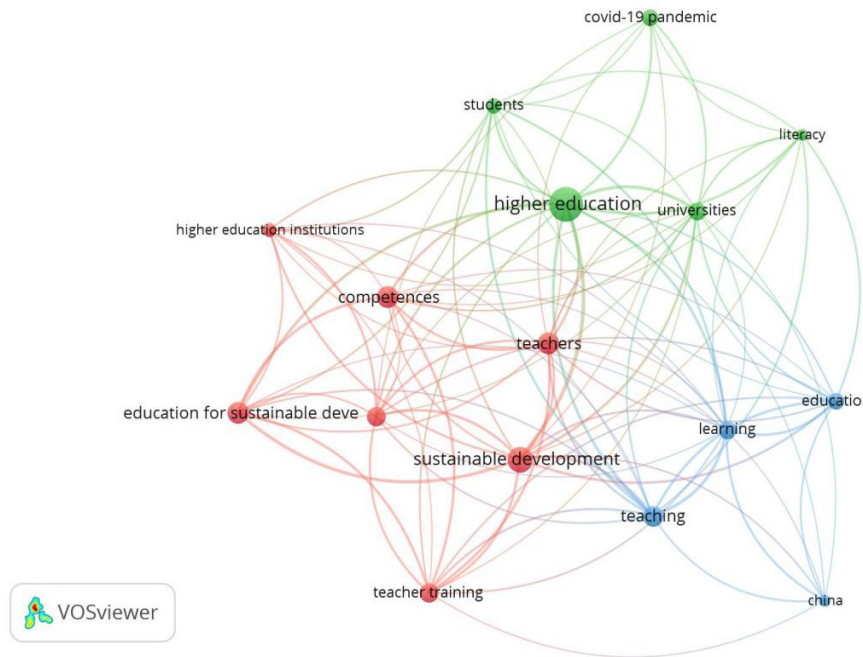 covid-19 pandemic
students
literacy
higher education
universities
higher education institutions
competences
teachers
education for sustainable deve
educatio
learning
sustainable development
teaching
teacher training
china
VOSviewer